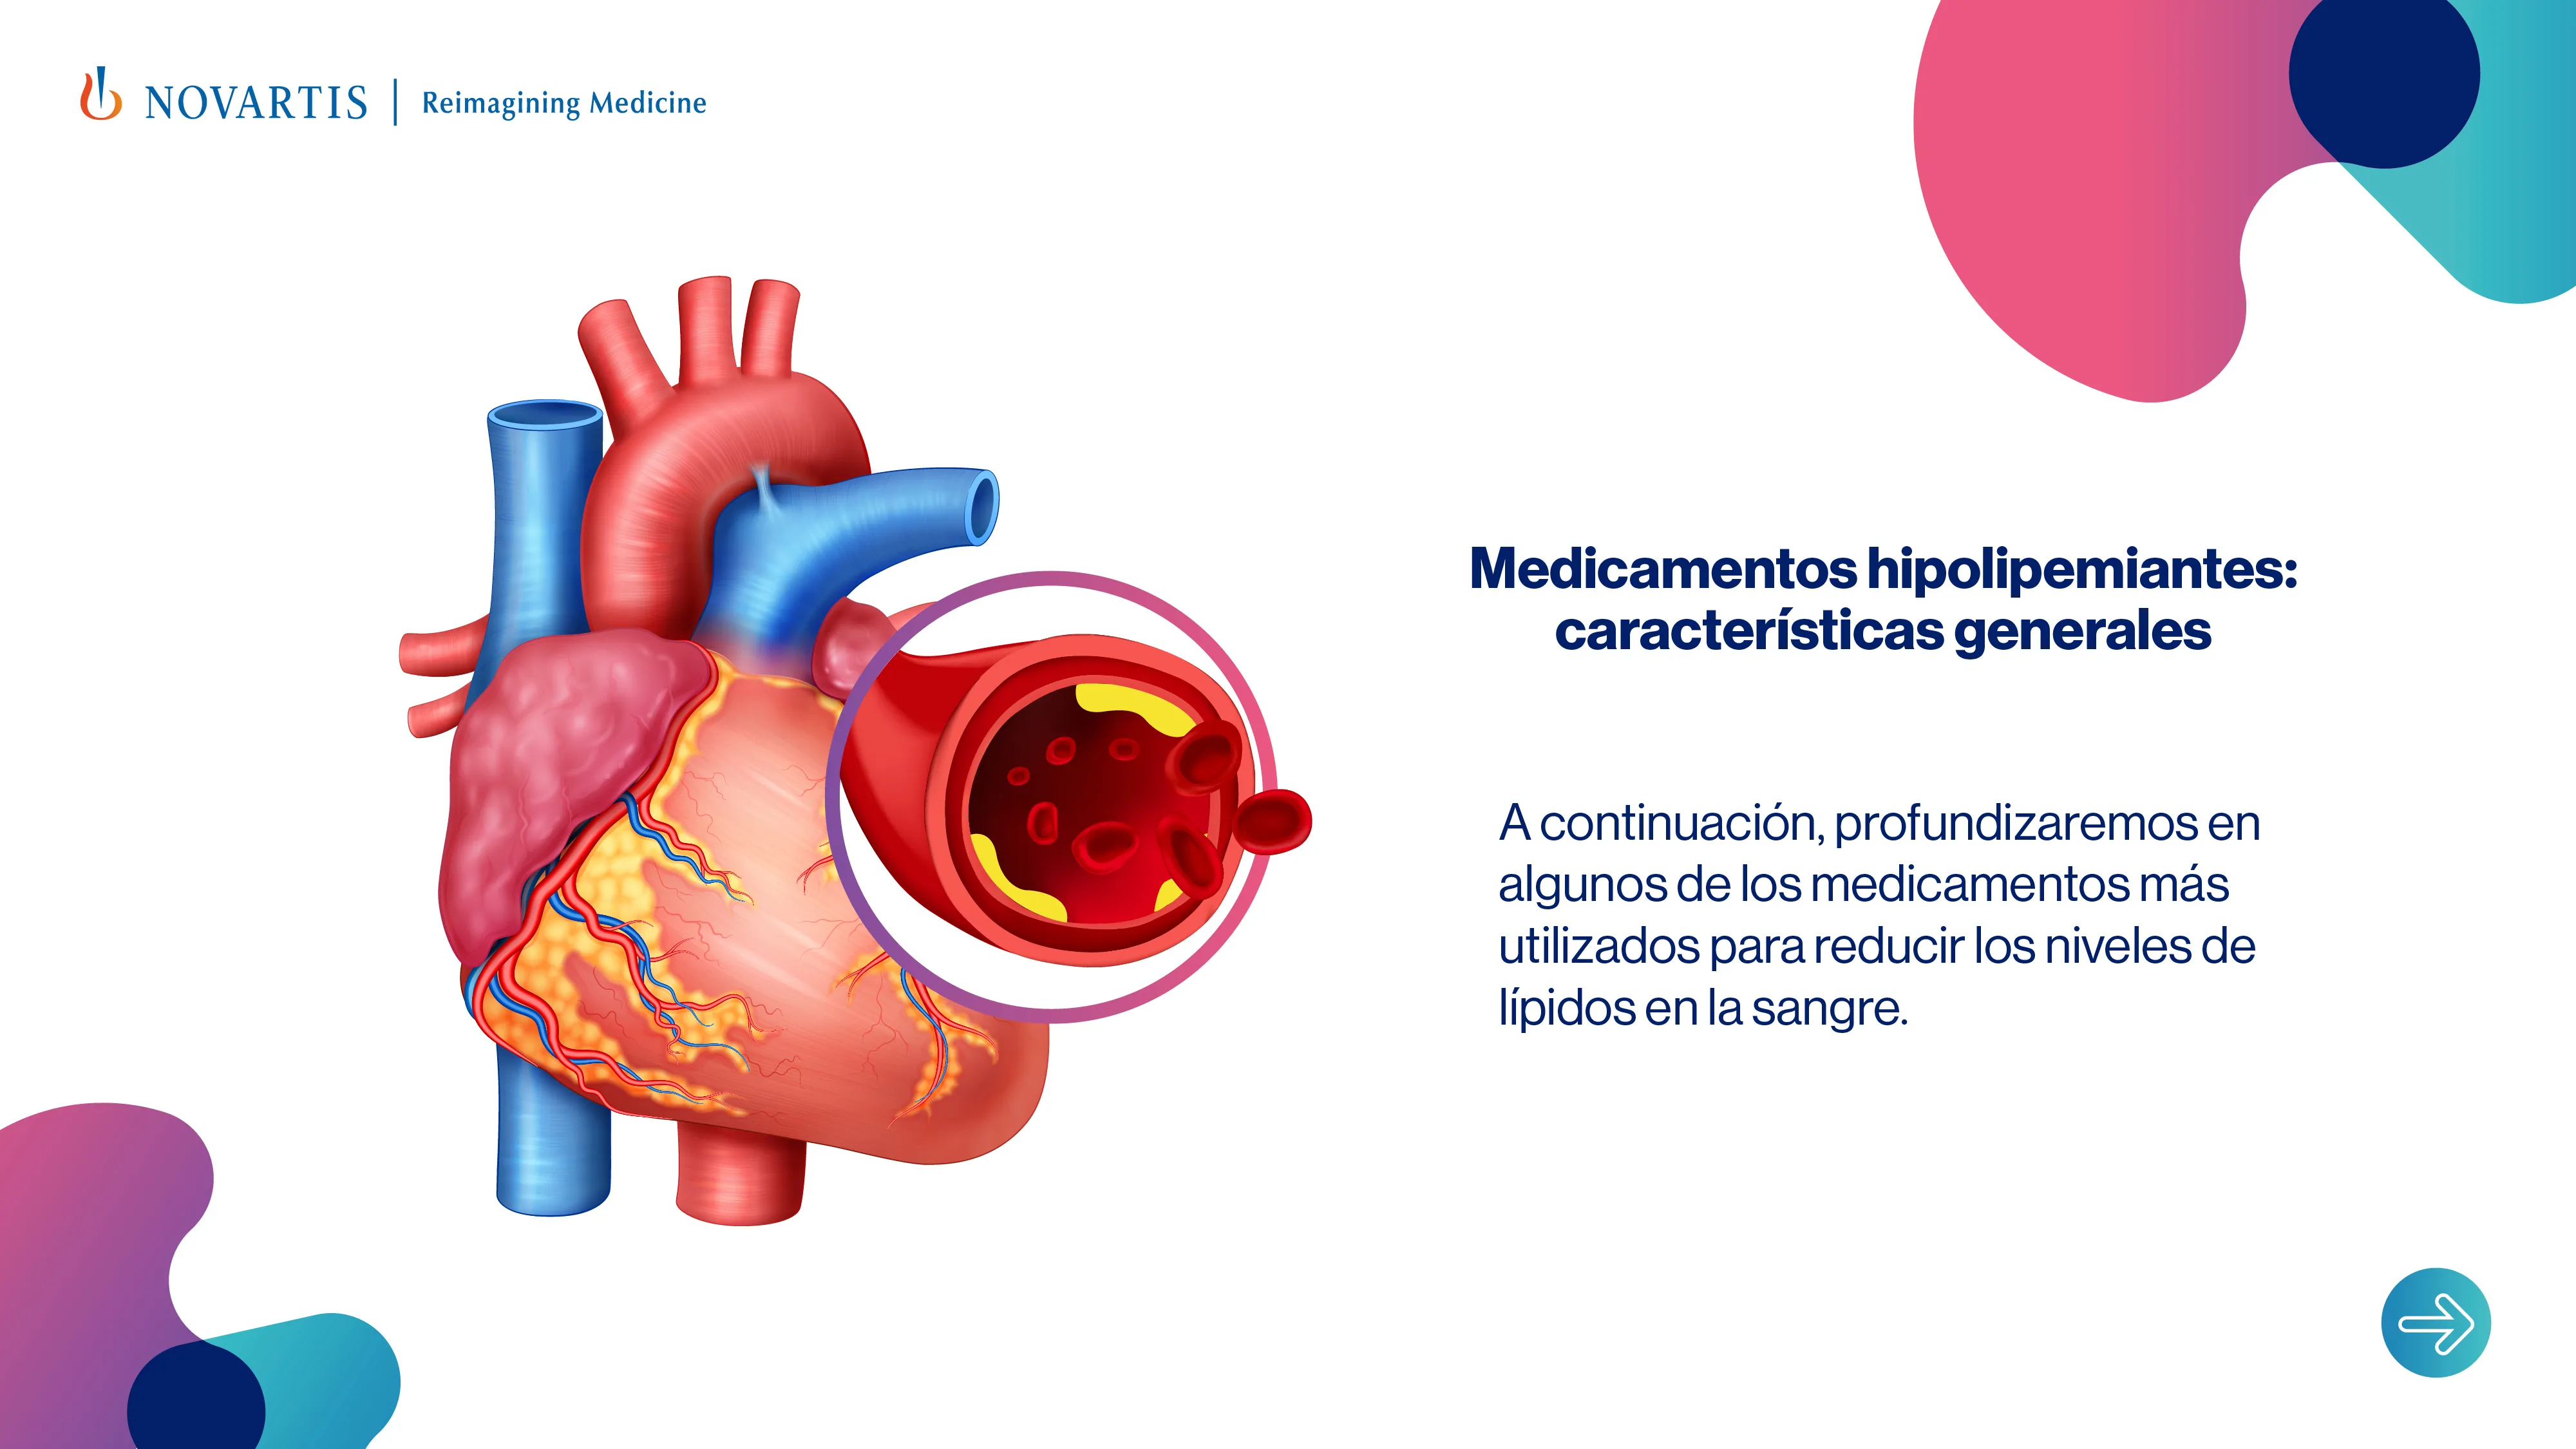 NOVARTIS | Reimagining Medicine
Medicamentos hipolipemiantes:
características generales
A continuación, profundizaremos en
algunos de los medicamentos más
utilizados para reducir los niveles de
lípidos en la sangre.